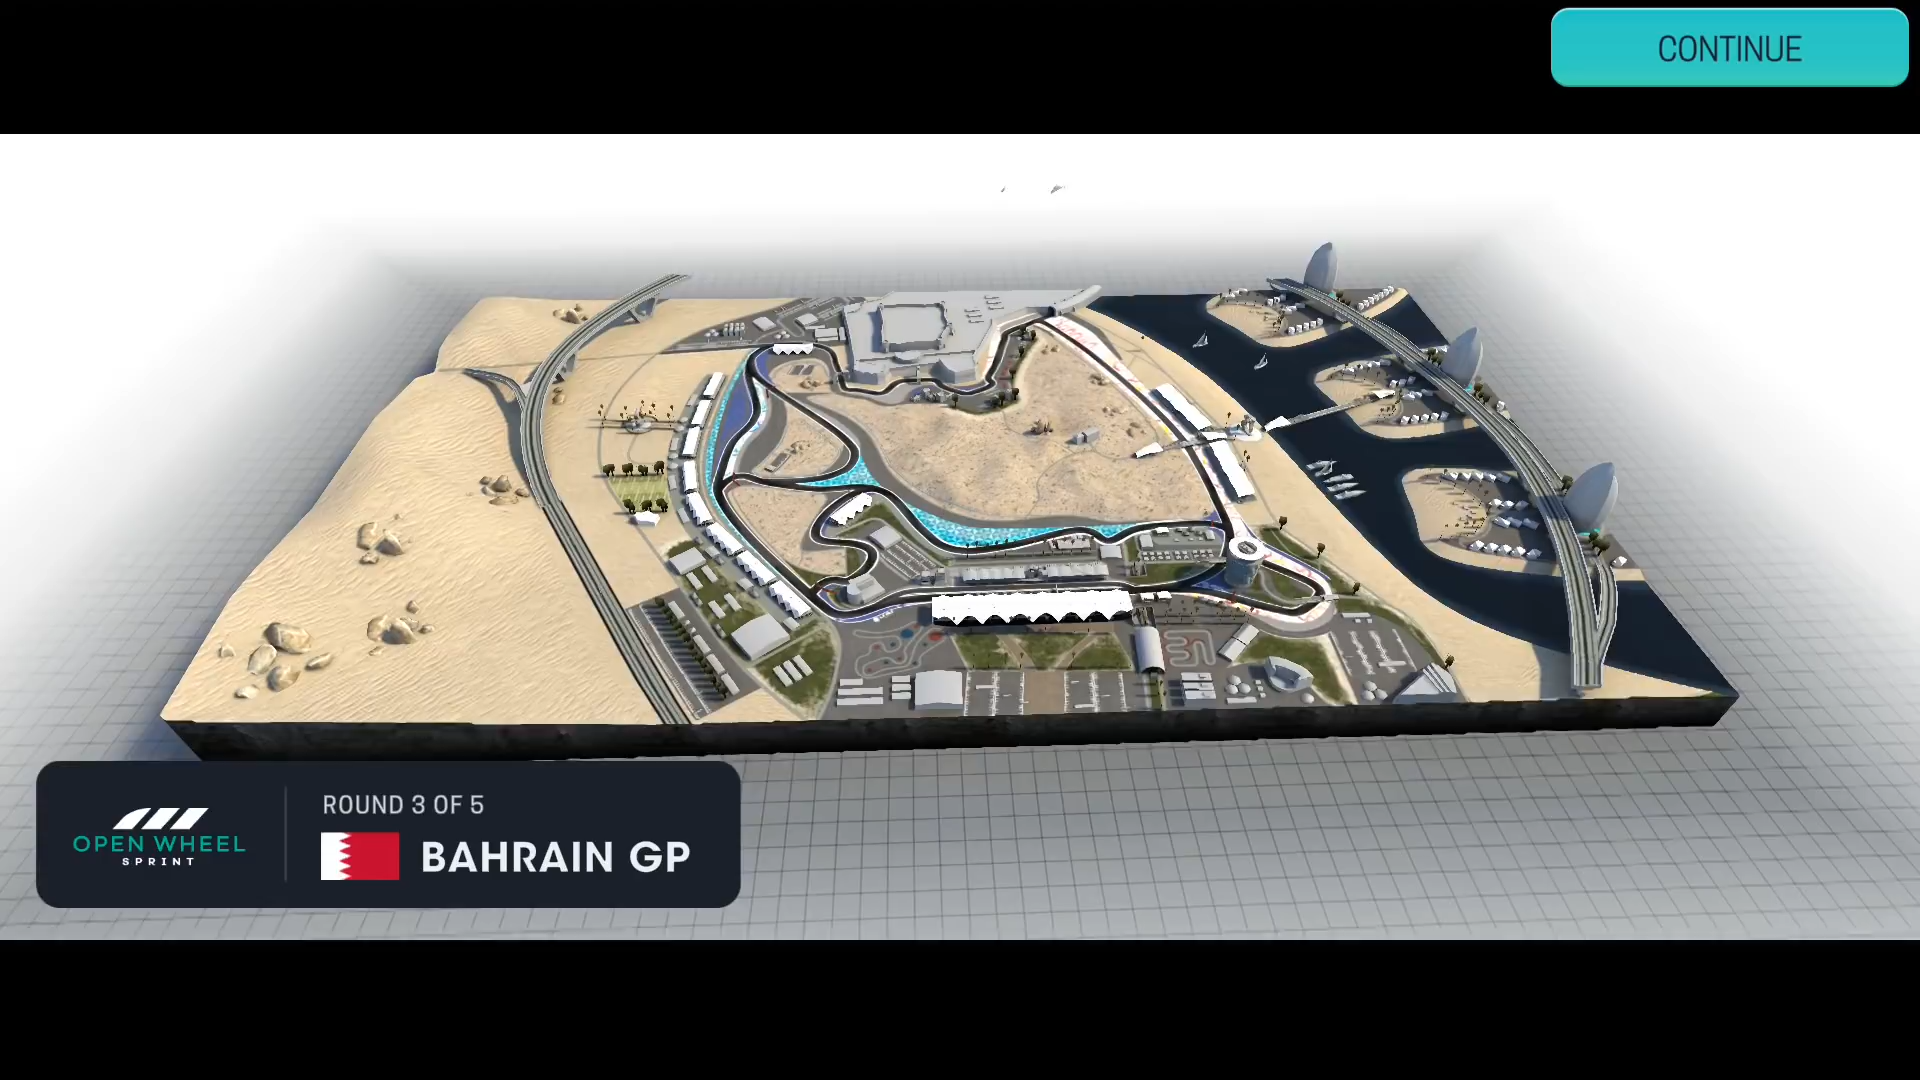 CONTINUE
OPEN WHEEL
SPRINT
ROUND 3 OF 5
BAHRAIN GP